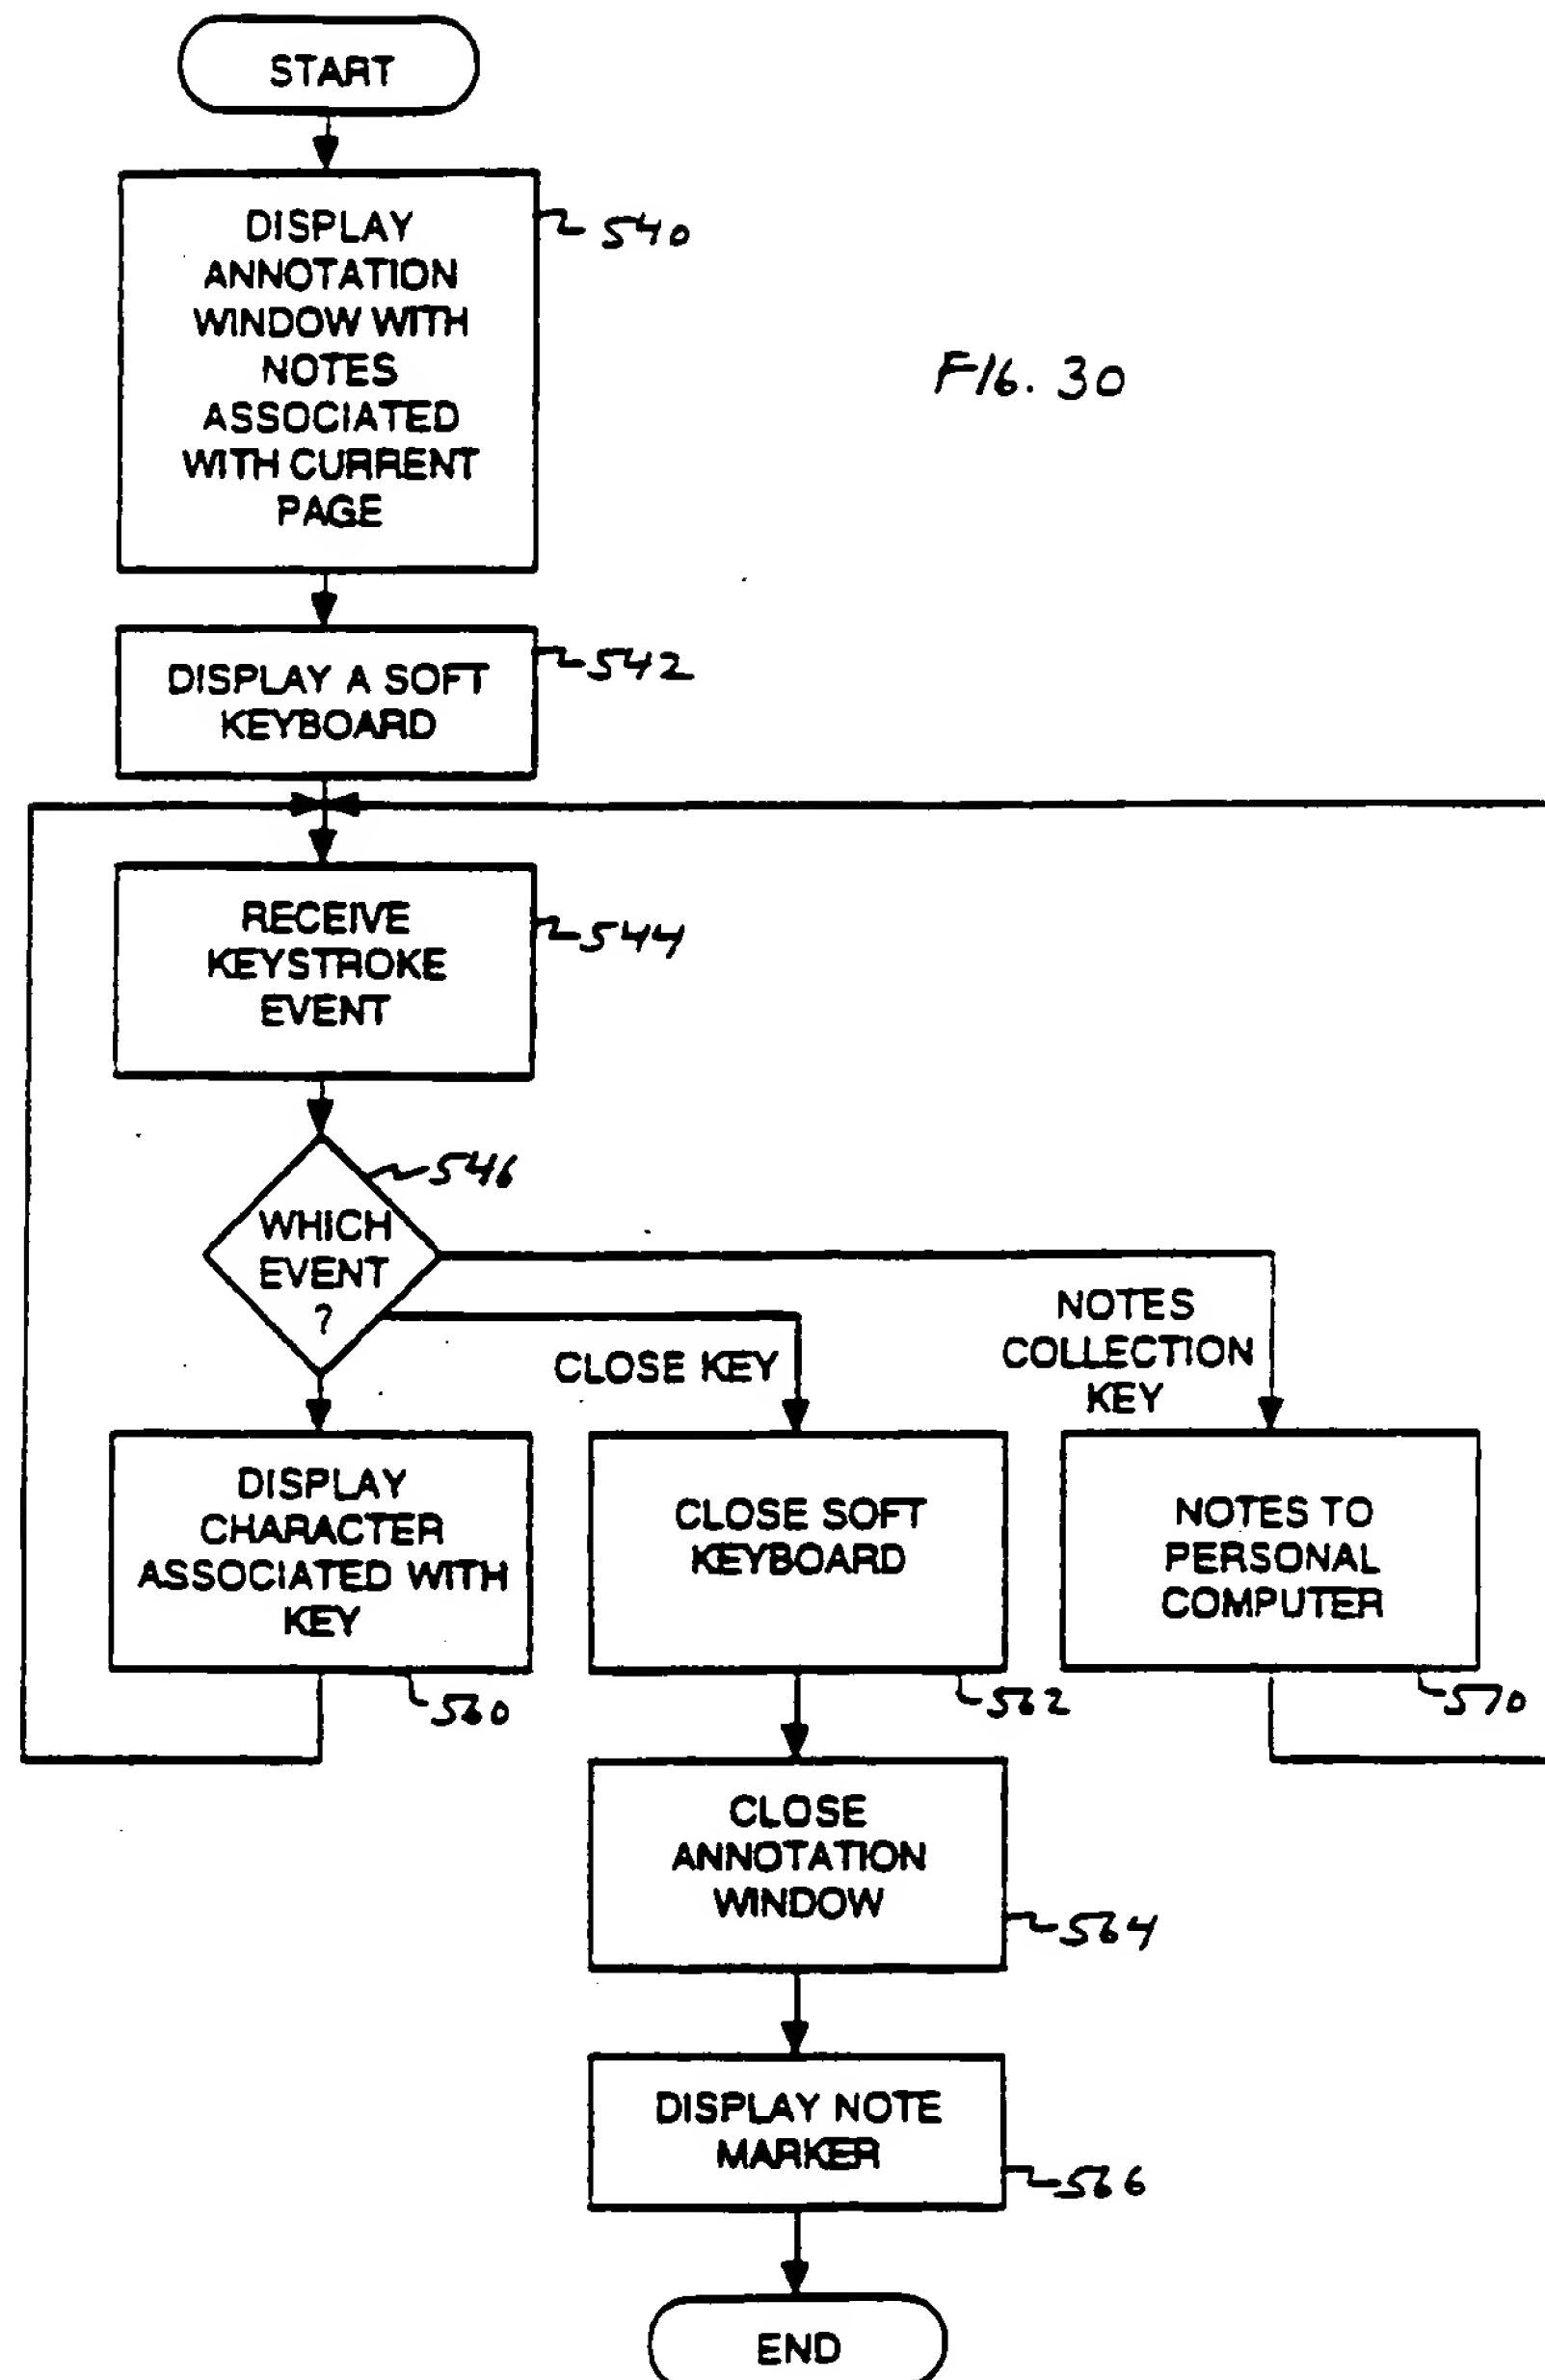 START
DISPLAY
ANNOTATION
WINDOW WITH
NOTES
ASSOCIATED
WITH CURRENT
PAGE
540
FIG. 30
DISPLAY A SOFT
KEYBOARD
542
RECEIVE
KEYSTROKE
EVENT
544
WHICH
EVENT
?
546
CLOSE KEY
NOTES
COLLECTION
KEY
DISPLAY
CHARACTER
ASSOCIATED WITH
KEY
560
CLOSE SOFT
KEYBOARD
562
NOTES TO
PERSONAL
COMPUTER
570
CLOSE
ANNOTATION
WINDOW
564
DISPLAY NOTE
MARKER
566
END